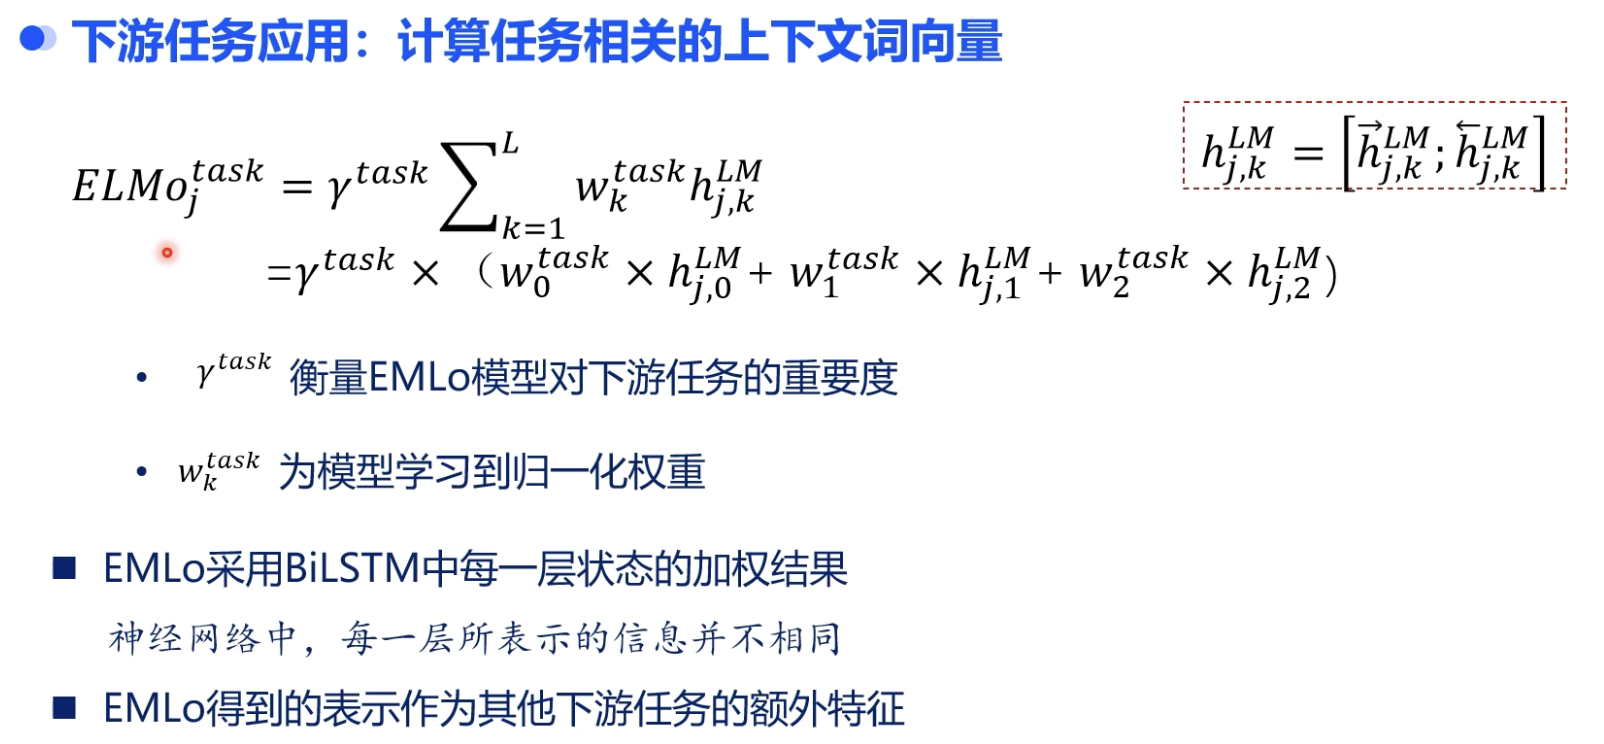 下游任务应用：计算任务相关的上下文词向量
$h_{j,k}^{LM} = \left[\overrightarrow{h}_{j,k}^{LM}; \overleftarrow{h}_{j,k}^{LM}\right]$
$ELMo_j^{task} = \gamma^{task} \sum_{k=1}^{L} w_k^{task} h_{j,k}^{LM}$
$= \gamma^{task} \times （w_0^{task} \times h_{j,0}^{LM} + w_1^{task} \times h_{j,1}^{LM} + w_2^{task} \times h_{j,2}^{LM})$
• $\gamma^{task}$ 衡量EMLo模型对下游任务的重要度
• $w_k^{task}$ 为模型学习到归一化权重
■ EMLo采用BiLSTM中每一层状态的加权结果
神经网络中，每一层所表示的信息并不相同
■ EMLo得到的表示作为其他下游任务的额外特征